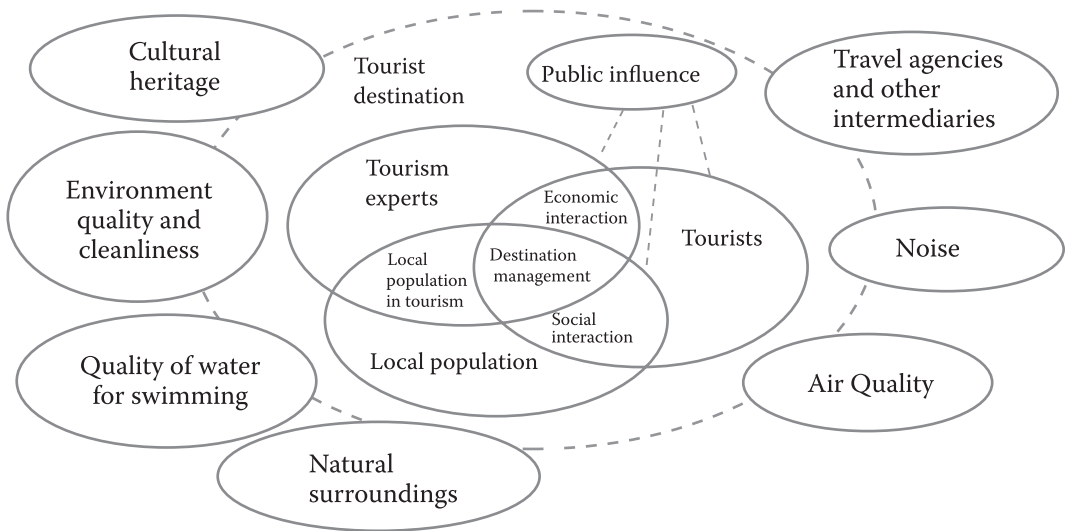 Cultural
heritage
Tourist
destination
Public influence
Travel agencies
and other
intermediaries
Environment
quality and
cleanliness
Tourism
experts
Economic
interaction
Tourists
Noise
Local
population
in tourism
Destination
management
Social
interaction
Local population
Quality of water
for swimming
Air Quality
Natural
surroundings